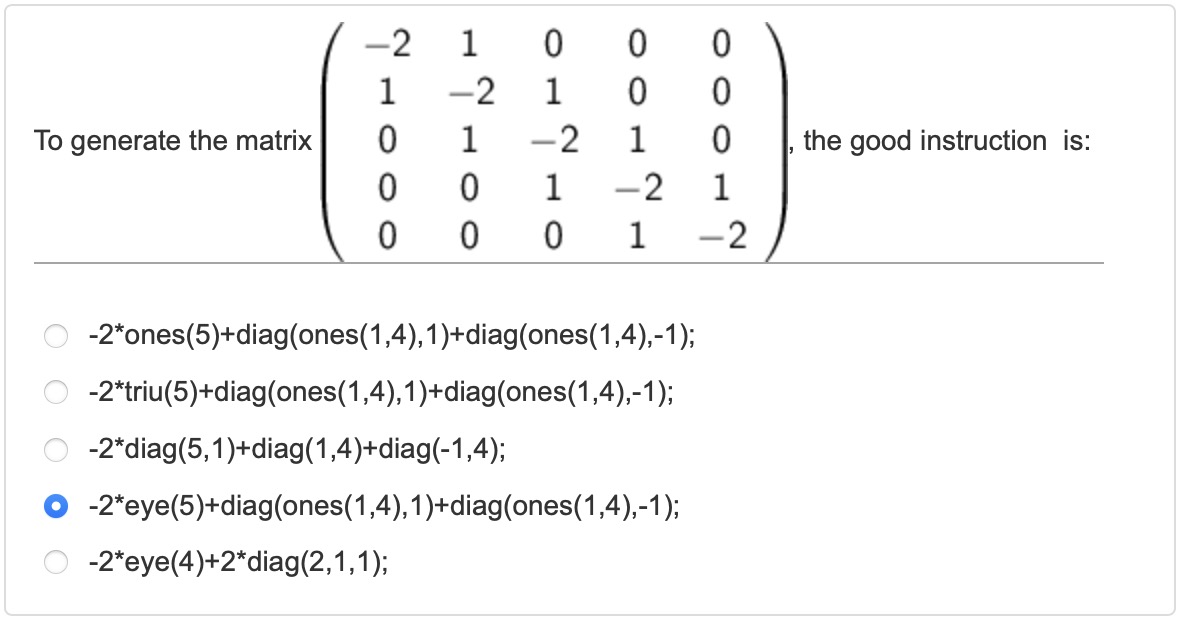 −2 1 0 0 0
1 −2 1 0 0
To generate the matrix 0 1 −2 1 0 , the good instruction is:
0 0 1 −2 1
0 0 0 1 −2
-2*ones(5)+diag(ones(1,4),1)+diag(ones(1,4),-1);
-2*triu(5)+diag(ones(1,4),1)+diag(ones(1,4),-1);
-2*diag(5,1)+diag(1,4)+diag(-1,4);
-2*eye(5)+diag(ones(1,4),1)+diag(ones(1,4),-1);
-2*eye(4)+2*diag(2,1,1);